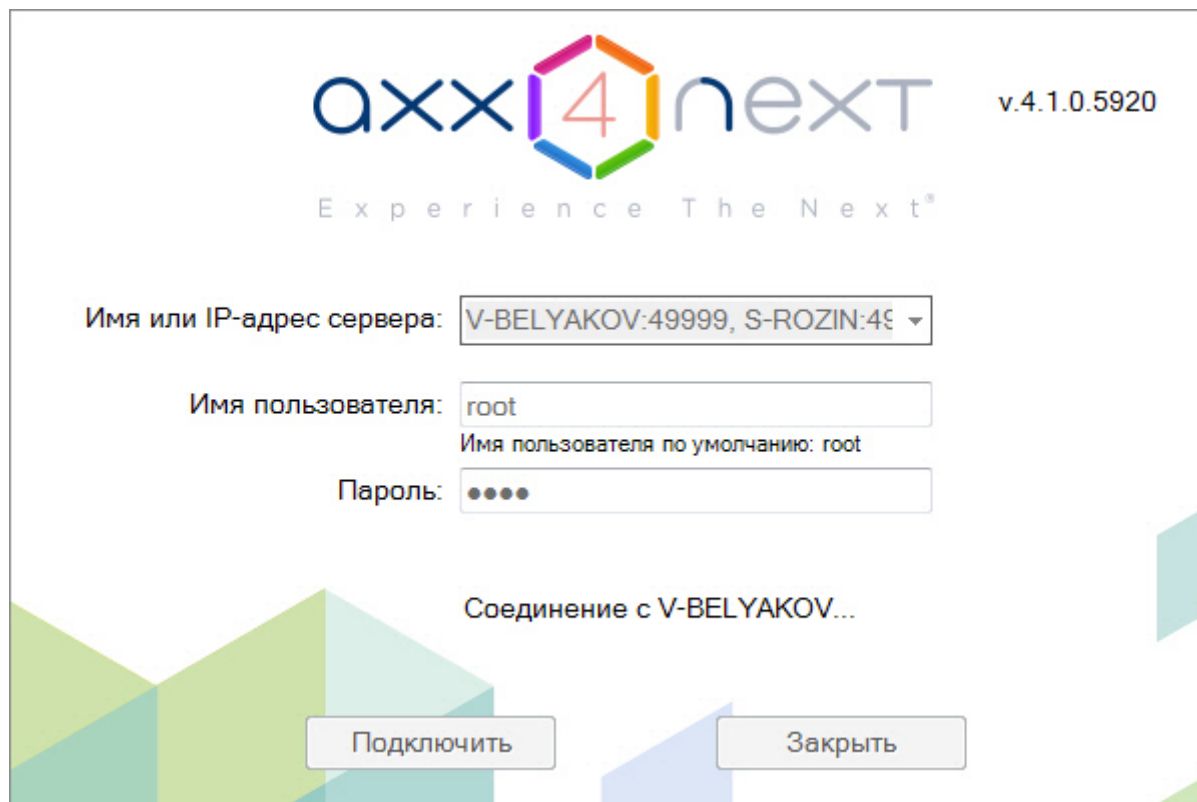 axx4next
v.4.1.0.5920
Experience The Next®
Имя или IP-адрес сервера:
V-BELYAKOV:49999, S-ROZIN:49
Имя пользователя:
root
Имя пользователя по умолчанию: root
Пароль:
Соединение с V-BELYAKOV...
Подключить
Закрыть